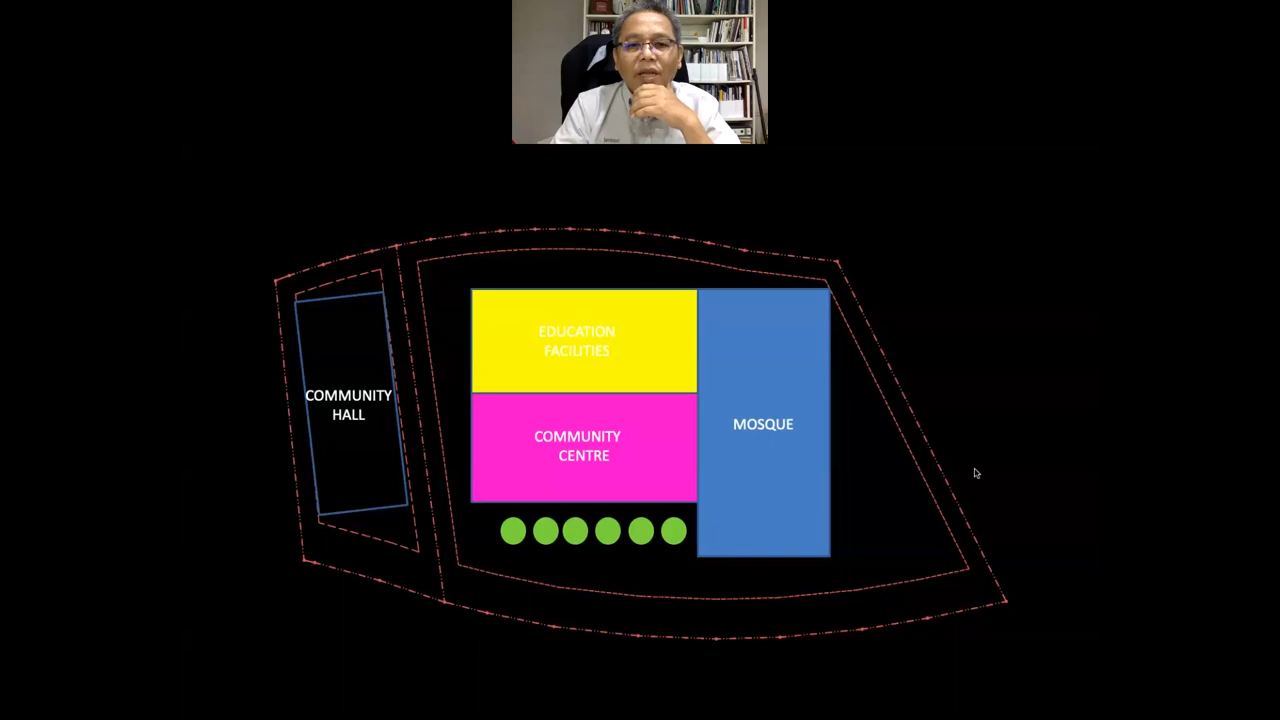 EDUCATION
FACILITIES
COMMUNITY
HALL
COMMUNITY
CENTRE
MOSQUE